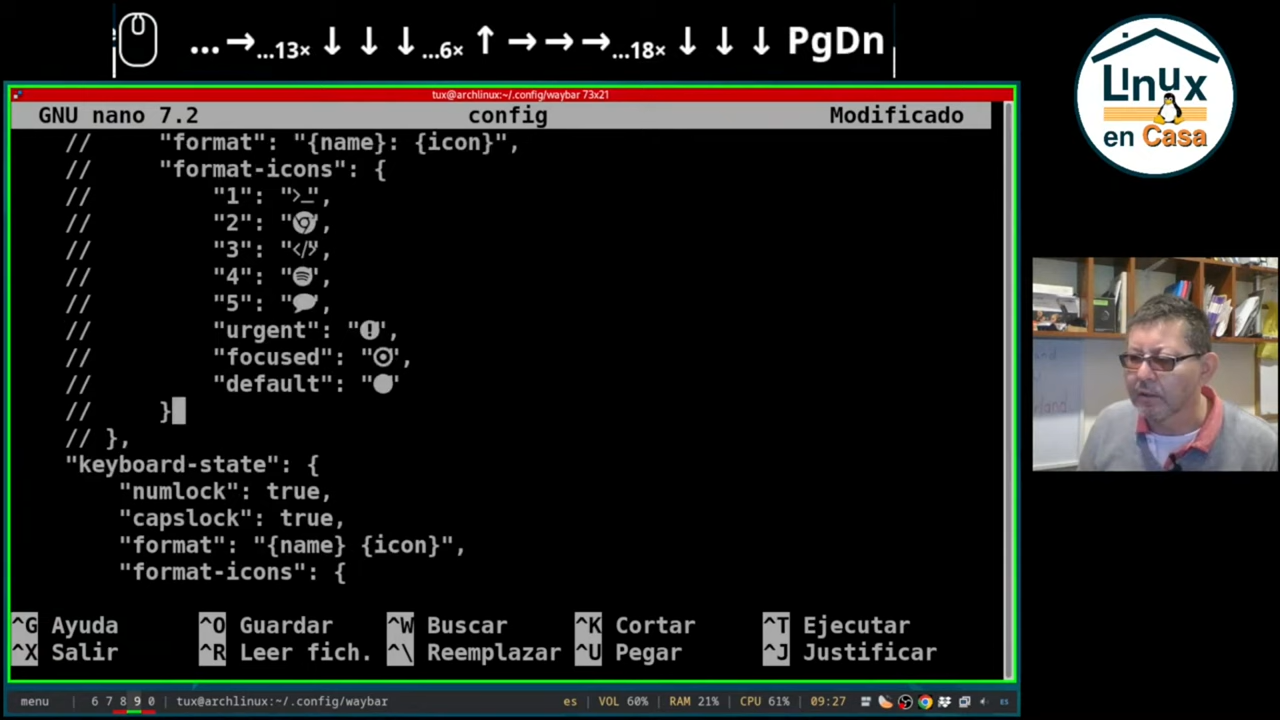 ...→...13× ↓ ↓ ↓ ...6× ↑ → → → ...18× ↓ ↓ ↓ PgDn
LInux
en Casa
tux@archlinux:~/.config/waybar 73x21
GNU nano 7.2 config Modificado
// "format": "{name}: {icon}",
// "format-icons": {
// "1": "",
// "2": "",
// "3": "",
// "4": "",
// "5": "",
// "urgent": "",
// "focused": "",
// "default": ""
// }
// },
"keyboard-state": {
"numlock": true,
"capslock": true,
"format": "{name} {icon}",
"format-icons": {
^G Ayuda ^O Guardar ^W Buscar ^K Cortar ^T Ejecutar
^X Salir ^R Leer fich. ^\ Reemplazar ^U Pegar ^J Justificar
menu 6 7 8 9 0 tux@archlinux:~/.config/waybar es VOL 60% RAM 21% CPU 61% 09:27 ES